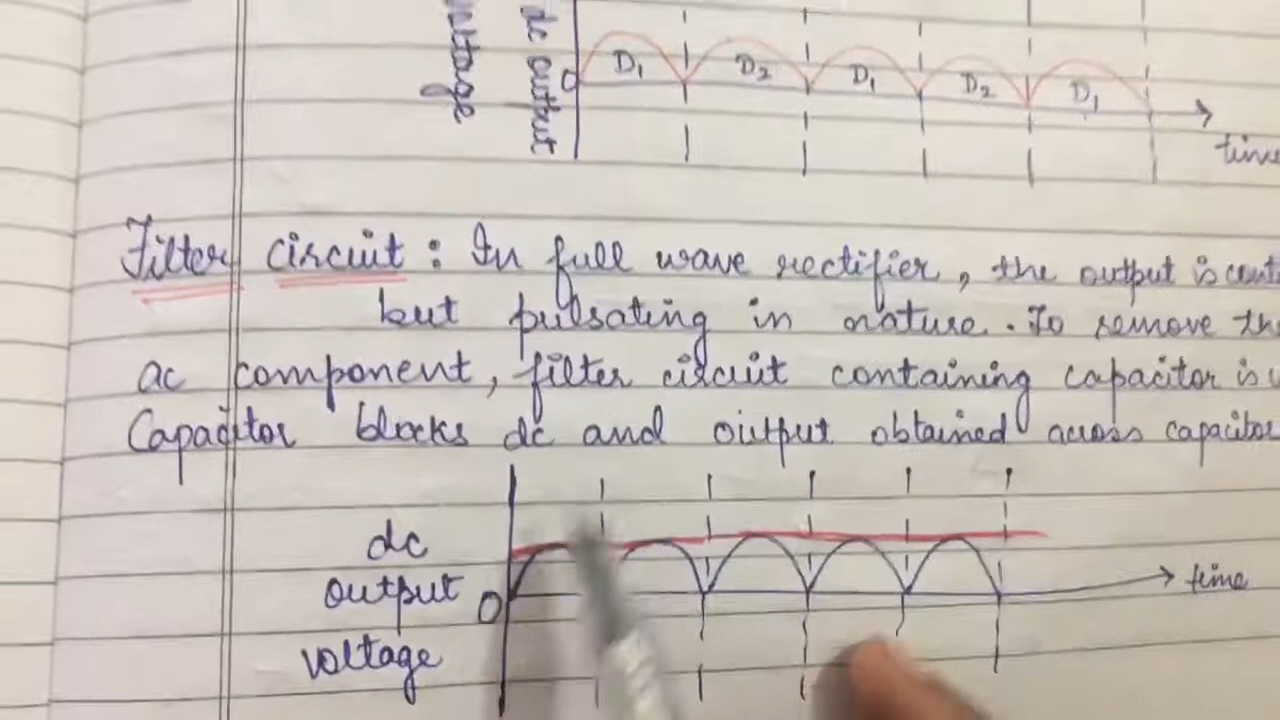 dc output
voltage
0
D1 D2 D1 D2 D1
time
Filter circuit : In full wave rectifier, the output is
but pulsating in nature. To remove
ac component, filter circuit containing capacitor is
Capacitor blocks dc and output obtained across capacitor
dc
output
voltage
0
time